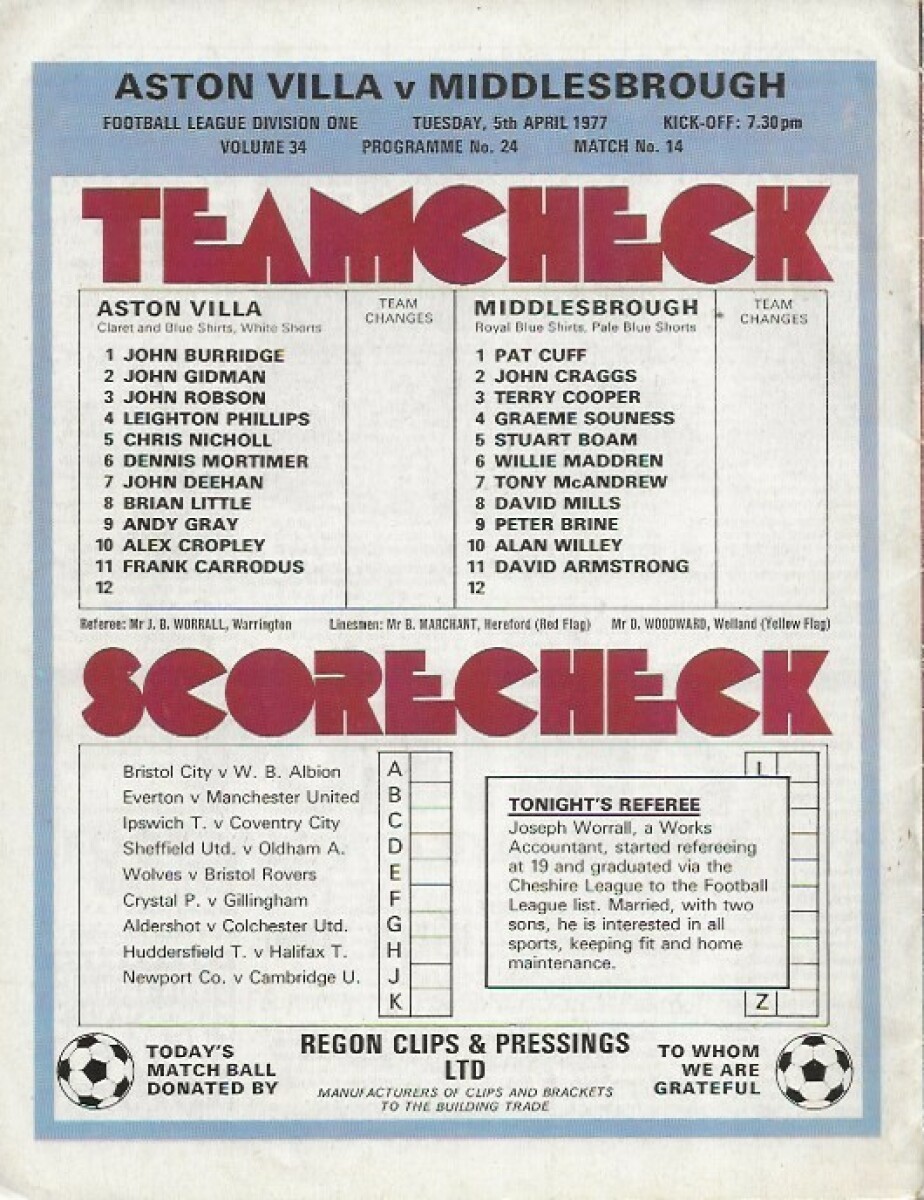 ASTON VILLA v MIDDLESBROUGH
FOOTBALL LEAGUE DIVISION ONE TUESDAY, 5th APRIL 1977 KICK-OFF: 7.30pm
VOLUME 34 PROGRAMME No. 24 MATCH No. 14
TEAMCHECK
ASTON VILLA
Claret and Blue Shirts, White Shorts
TEAM
CHANGES
1 JOHN BURRIDGE
2 JOHN GIDMAN
3 JOHN ROBSON
4 LEIGHTON PHILLIPS
5 CHRIS NICHOLL
6 DENNIS MORTIMER
7 JOHN DEEHAN
8 BRIAN LITTLE
9 ANDY GRAY
10 ALEX CROPLEY
11 FRANK CARRODUS
12
MIDDLESBROUGH
Royal Blue Shirts, Pale Blue Shorts
TEAM
CHANGES
1 PAT CUFF
2 JOHN CRAGGS
3 TERRY COOPER
4 GRAEME SOUNESS
5 STUART BOAM
6 WILLIE MADDREN
7 TONY McANDREW
8 DAVID MILLS
9 PETER BRINE
10 ALAN WILLEY
11 DAVID ARMSTRONG
12
Referee: Mr J. B. WORRALL, Warrington Linesmen: Mr B. MARCHANT, Hereford (Red Flag) Mr D. WOODWARD, Welland (Yellow Flag)
SCORECHECK
Bristol City v W. B. Albion A
Everton v Manchester United B
Ipswich T. v Coventry City C
Sheffield Utd. v Oldham A. D
Wolves v Bristol Rovers E
Crystal P. v Gillingham F
Aldershot v Colchester Utd. G
Huddersfield T. v Halifax T. H
Newport Co. v Cambridge U. J
K
L
TONIGHT'S REFEREE
Joseph Worrall, a Works
Accountant, started refereeing
at 19 and graduated via the
Cheshire League to the Football
League list. Married, with two
sons, he is interested in all
sports, keeping fit and home
maintenance.
Z
TODAY'S
MATCH BALL
DONATED BY
REGON CLIPS & PRESSINGS
LTD
MANUFACTURERS OF CLIPS AND BRACKETS
TO THE BUILDING TRADE
TO WHOM
WE ARE
GRATEFUL